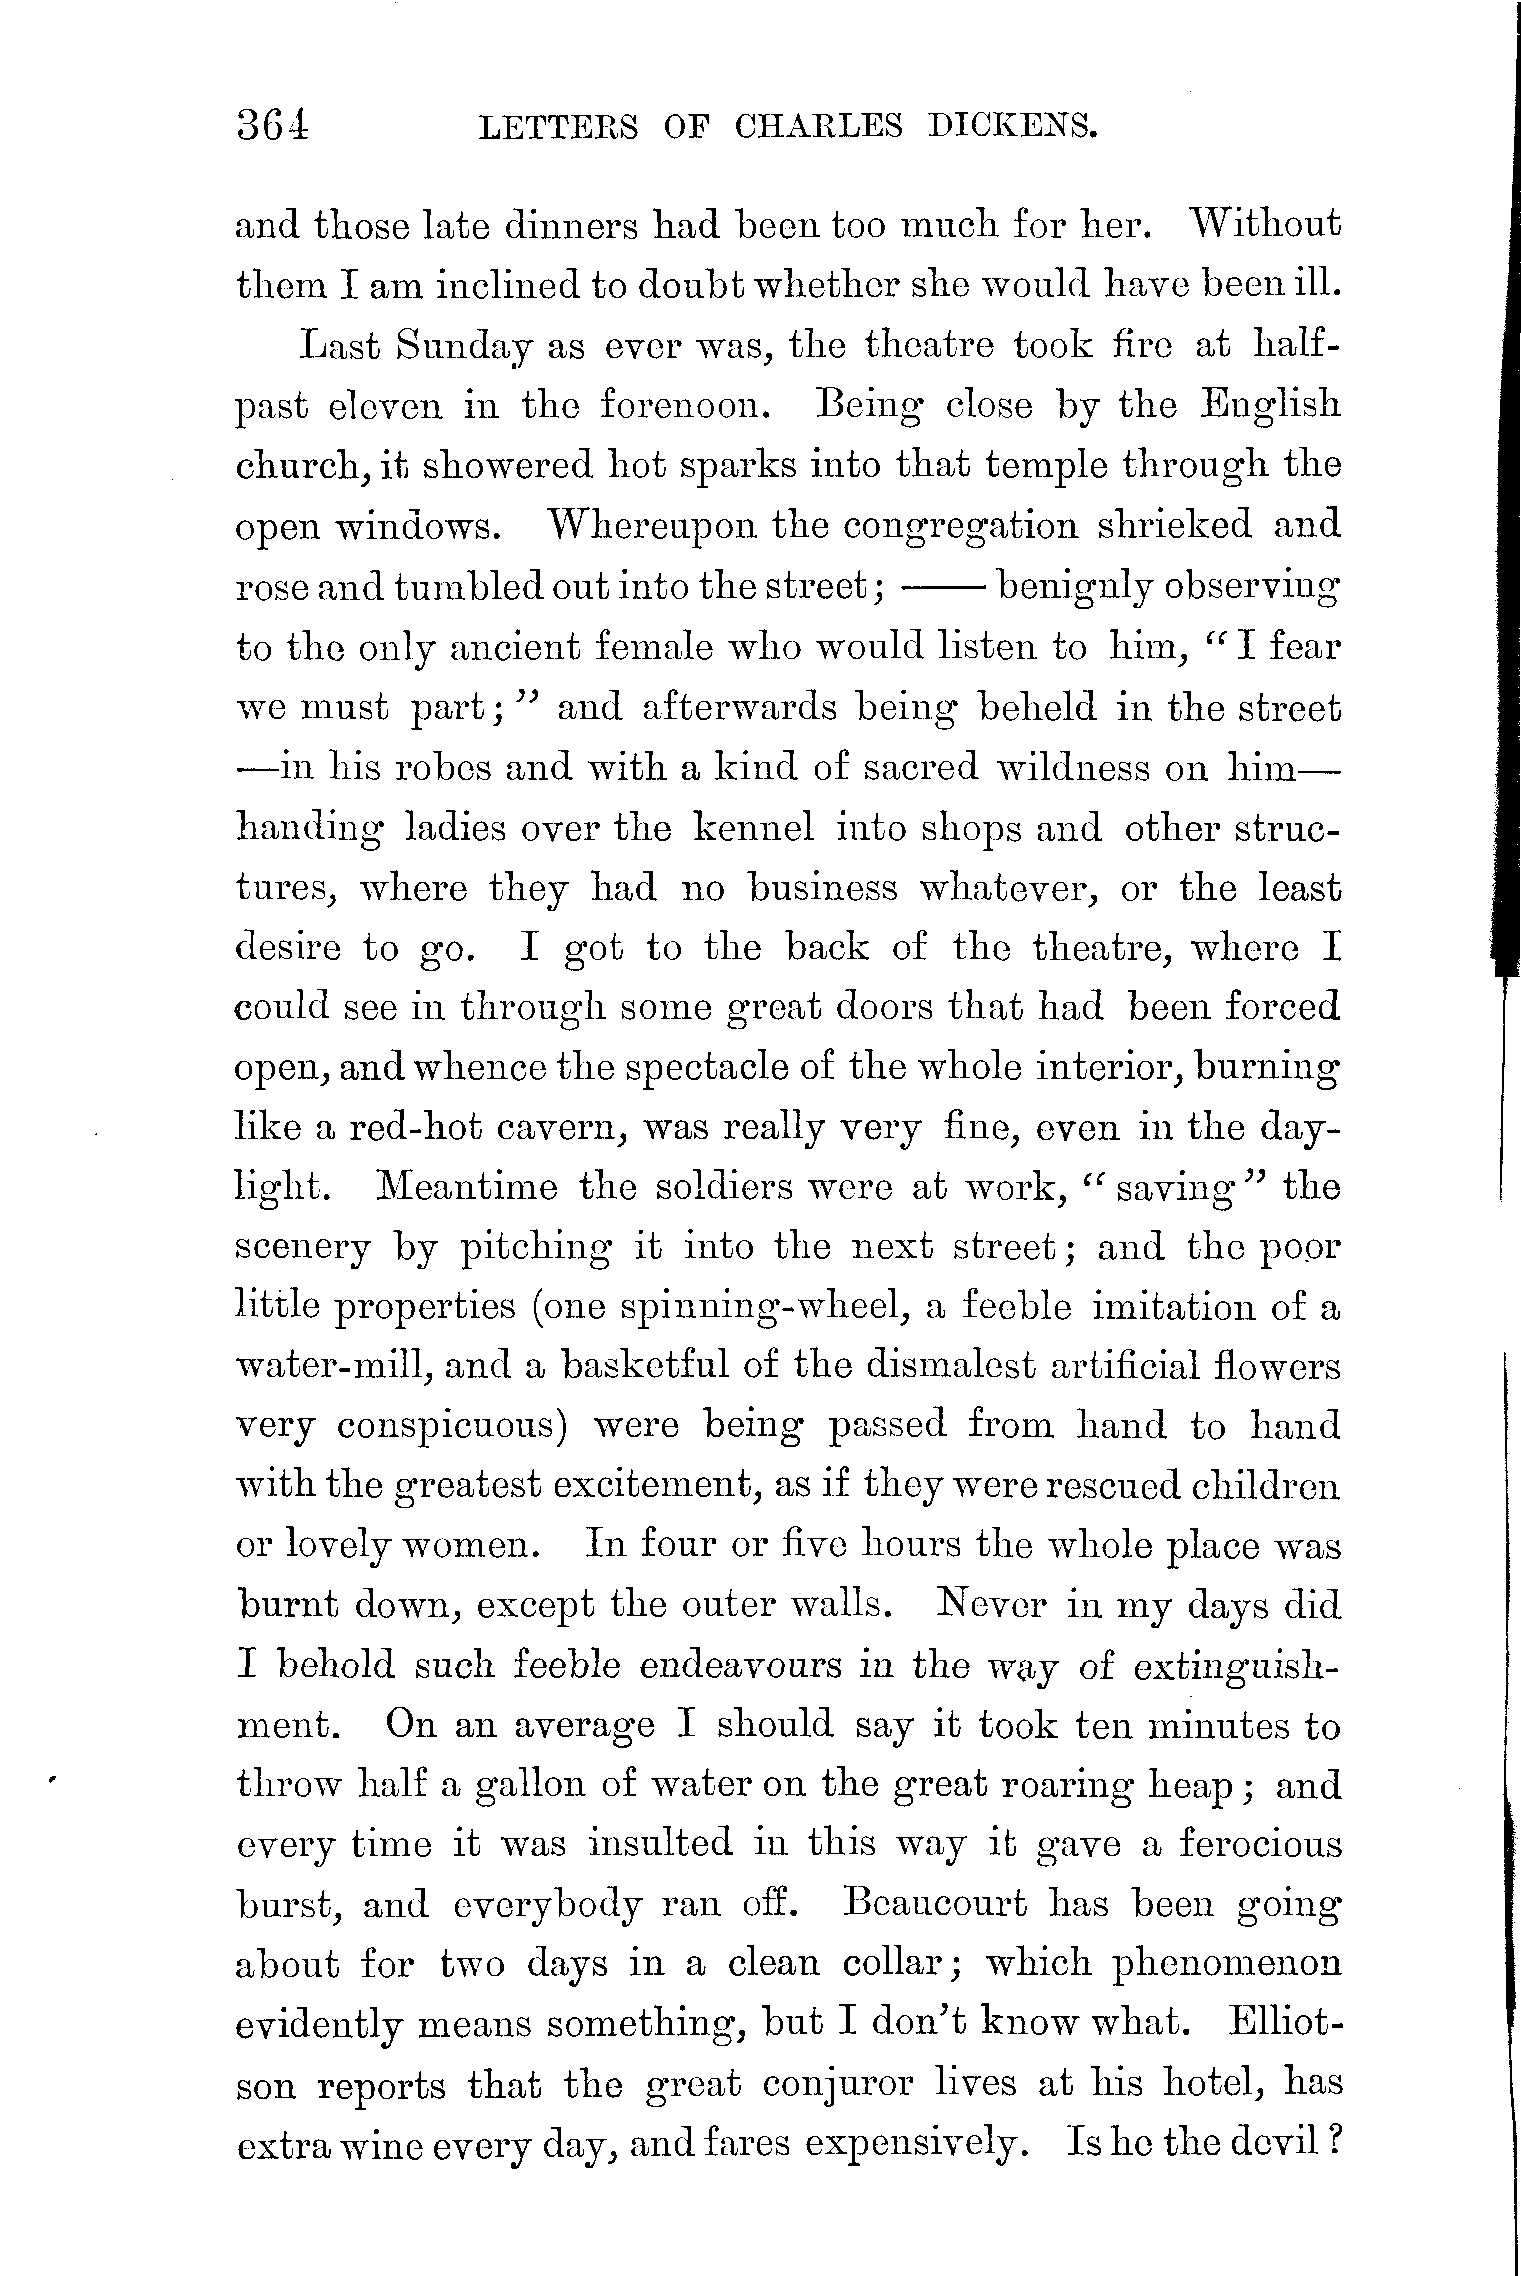 364 LETTERS OF CHARLES DICKENS.
and those late dinners had been too much for her. Without
them I am inclined to doubt whether she would have been ill.
Last Sunday as ever was, the theatre took fire at half-
past eleven in the forenoon. Being close by the English
church, it showered hot sparks into that temple through the
open windows. Whereupon the congregation shrieked and
rose and tumbled out into the street; —— benignly observing
to the only ancient female who would listen to him, “I fear
we must part;” and afterwards being beheld in the street
—in his robes and with a kind of sacred wildness on him—
handing ladies over the kennel into shops and other struc-
tures, where they had no business whatever, or the least
desire to go. I got to the back of the theatre, where I
could see in through some great doors that had been forced
open, and whence the spectacle of the whole interior, burning
like a red-hot cavern, was really very fine, even in the day-
light. Meantime the soldiers were at work, “saving” the
scenery by pitching it into the next street; and the poor
little properties (one spinning-wheel, a feeble imitation of a
water-mill, and a basketful of the dismalest artificial flowers
very conspicuous) were being passed from hand to hand
with the greatest excitement, as if they were rescued children
or lovely women. In four or five hours the whole place was
burnt down, except the outer walls. Never in my days did
I behold such feeble endeavours in the way of extinguish-
ment. On an average I should say it took ten minutes to
throw half a gallon of water on the great roaring heap; and
every time it was insulted in this way it gave a ferocious
burst, and everybody ran off. Beaucourt has been going
about for two days in a clean collar; which phenomenon
evidently means something, but I don’t know what. Elliot-
son reports that the great conjuror lives at his hotel, has
extra wine every day, and fares expensively. Is he the devil?